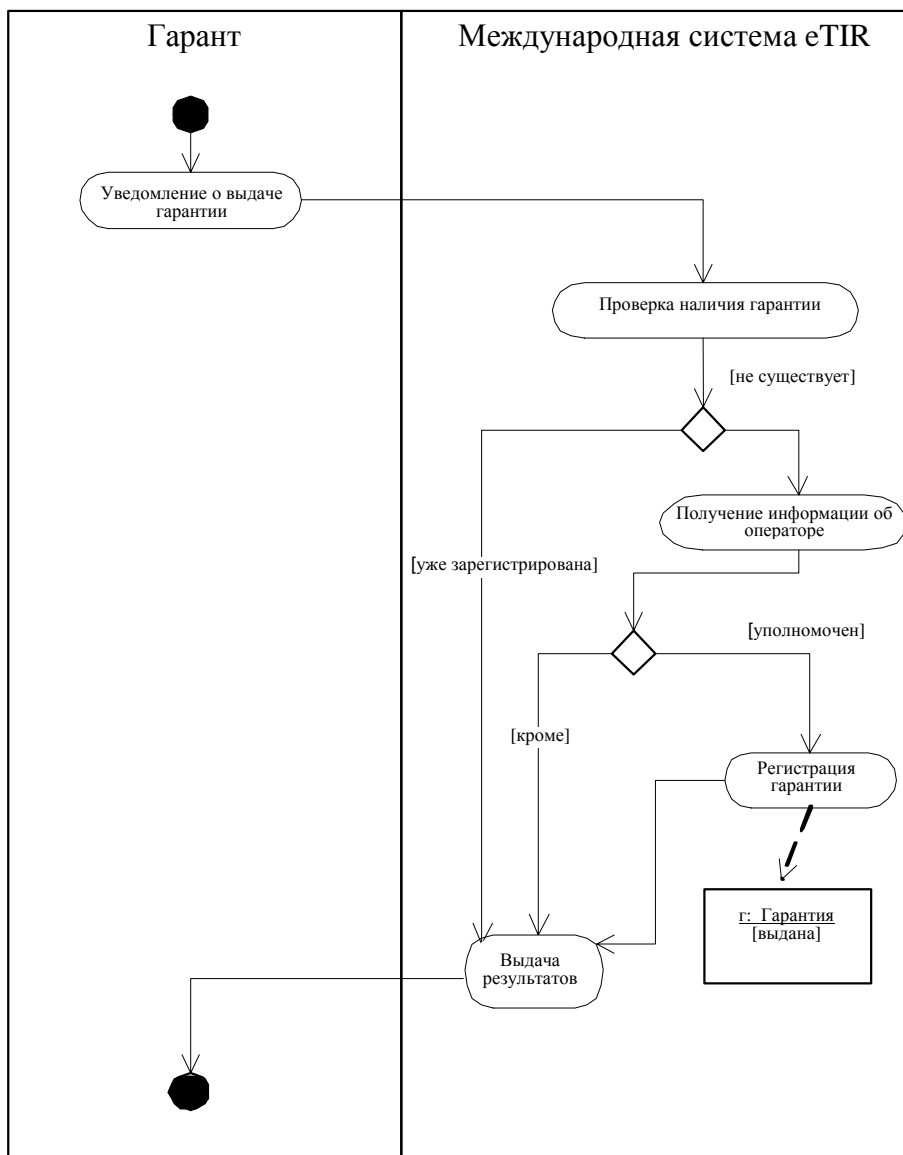 Гарант
Международная система eTIR
Уведомление о выдаче
гарантии
Проверка наличия гарантии
[не существует]
Получение информации об
операторе
[уже зарегистрирована]
[уполномочен]
[кроме]
Регистрация
гарантии
г: Гарантия
[выдана]
Выдача
результатов